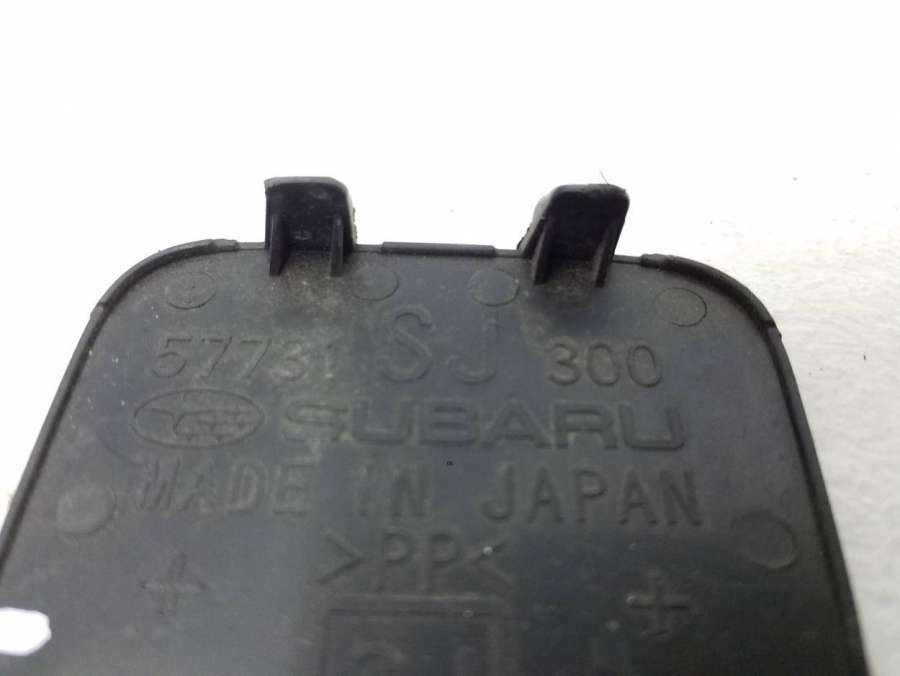 57731 SJ 300
SUBARU
MADE IN JAPAN
>PP<